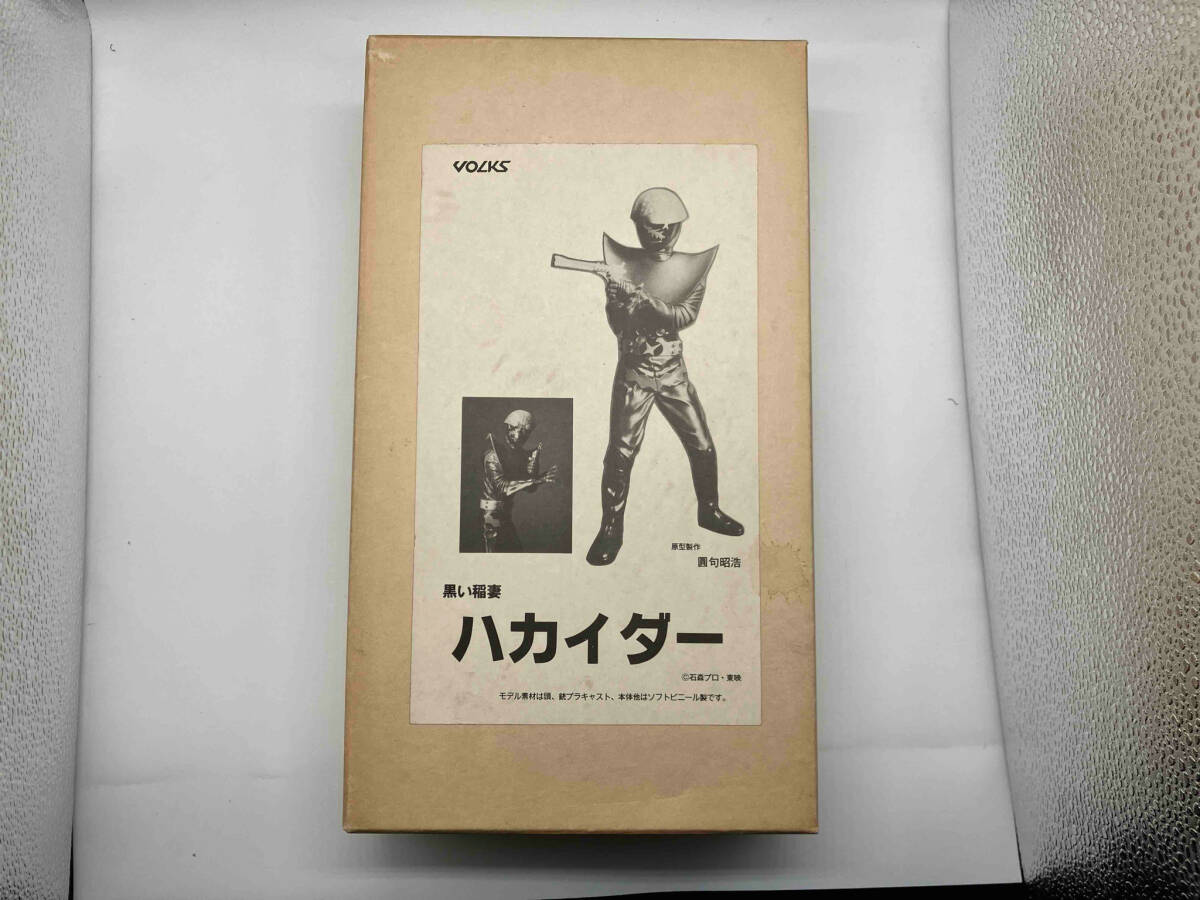 VOLKS
原型製作
圓句昭浩
黒い稲妻
ハカイダー
©石森プロ・東映
モデル素材は頭、銃プラキャスト、本体他はソフトビニール製です。